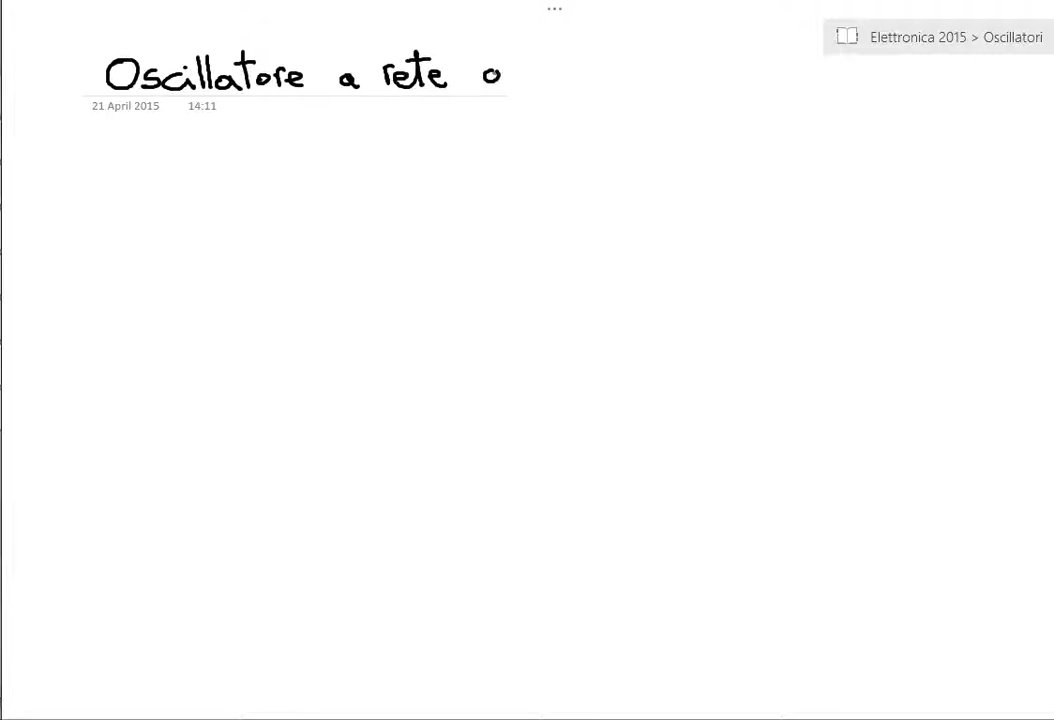 ...
Elettronica 2015 > Oscillatori
Oscillatore a rete o
21 April 2015 14:11